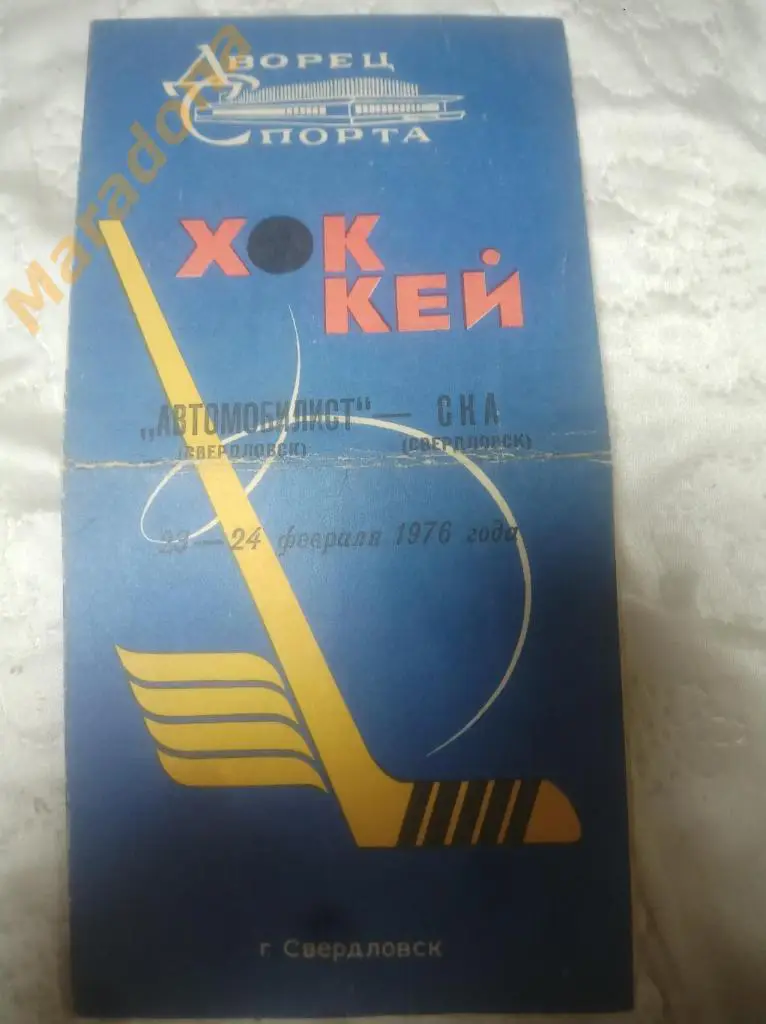 Maradona
ДВОРЕЦ
СПОРТА
ХОК
КЕЙ
„АВТОМОБИЛИСТ" — СКА
(СВЕРДЛОВСК) (СВЕРДЛОВСК)
23—24 февраля 1976 года
г. Свердловск